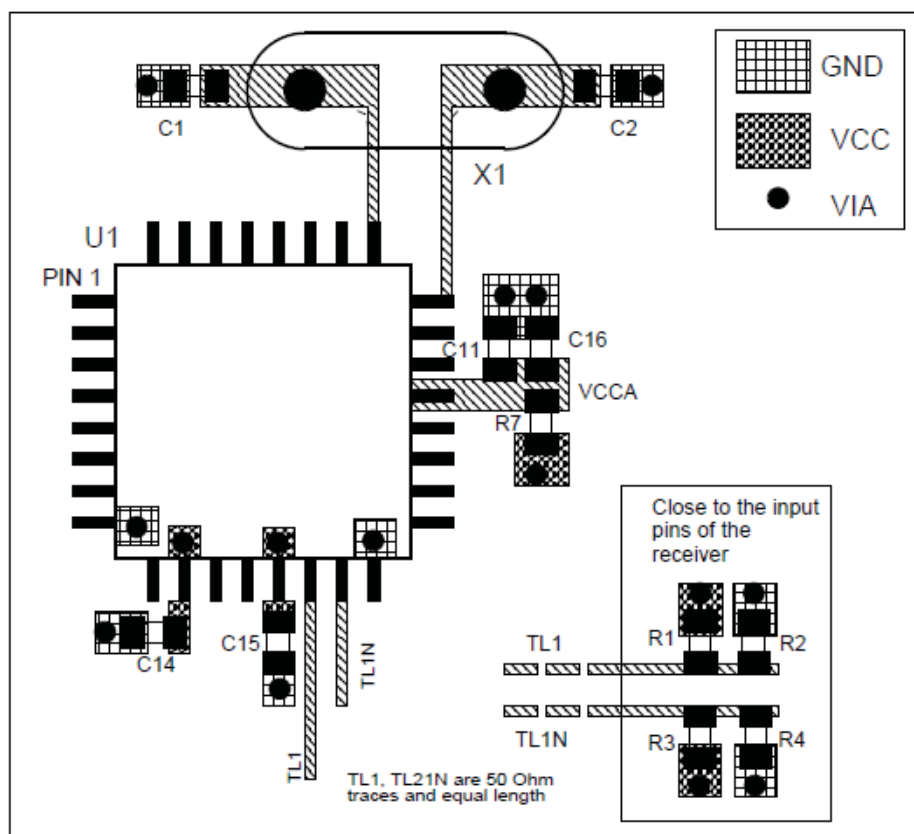 GND
VCC
VIA
C1
C2
X1
U1
PIN 1
C11
C16
VCCA
R7
Close to the input
pins of the
receiver
R1
R2
TL1
TL1N
R3
R4
C14
C15
TL1
TL1N
TL1, TL21N are 50 Ohm
traces and equal length